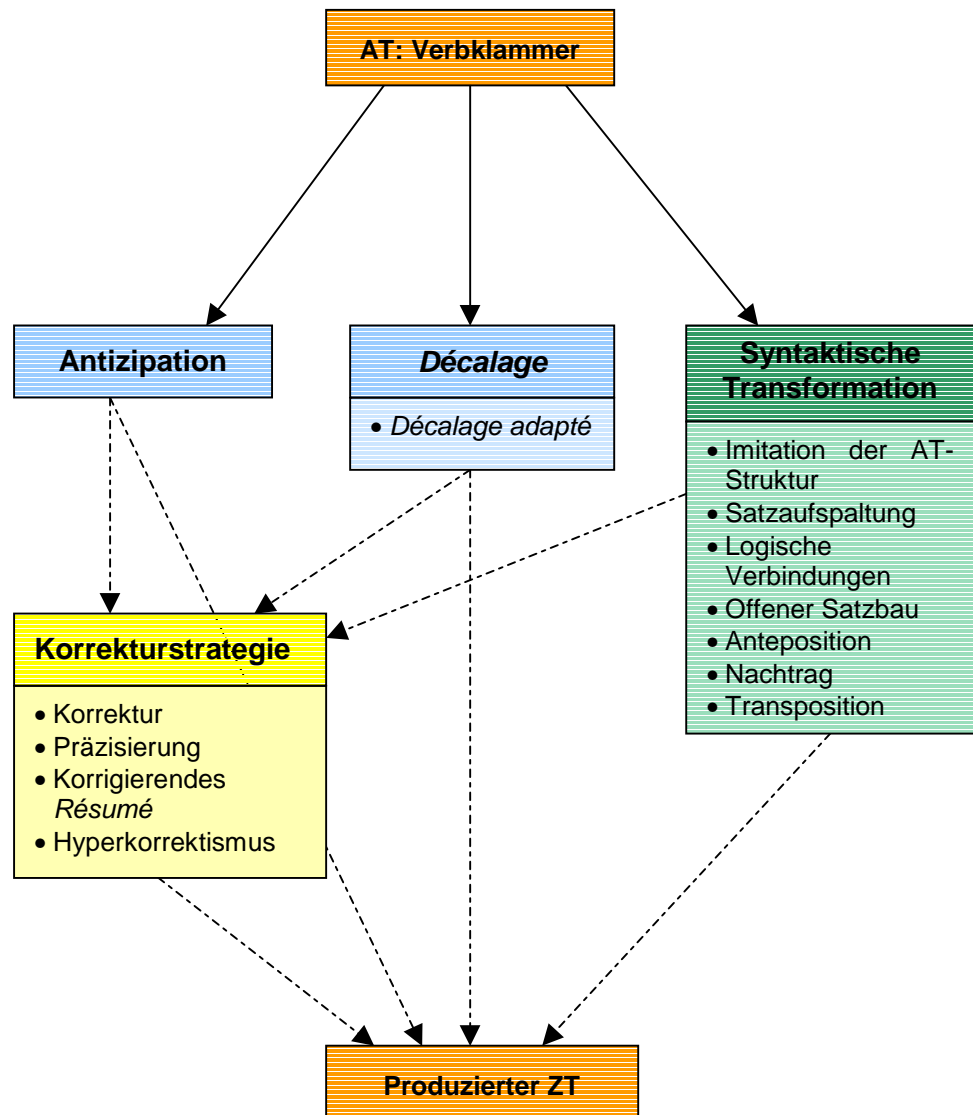 AT: Verbklammer
Antizipation
Décalage
• Décalage adapté
Syntaktische
Transformation
• Imitation der AT-
Struktur
• Satzaufspaltung
• Logische
Verbindungen
• Offener Satzbau
• Anteposition
• Nachtrag
• Transposition
Korrekturstrategie
• Korrektur
• Präzisierung
• Korrigierendes
Résumé
• Hyperkorrektismus
Produzierter ZT